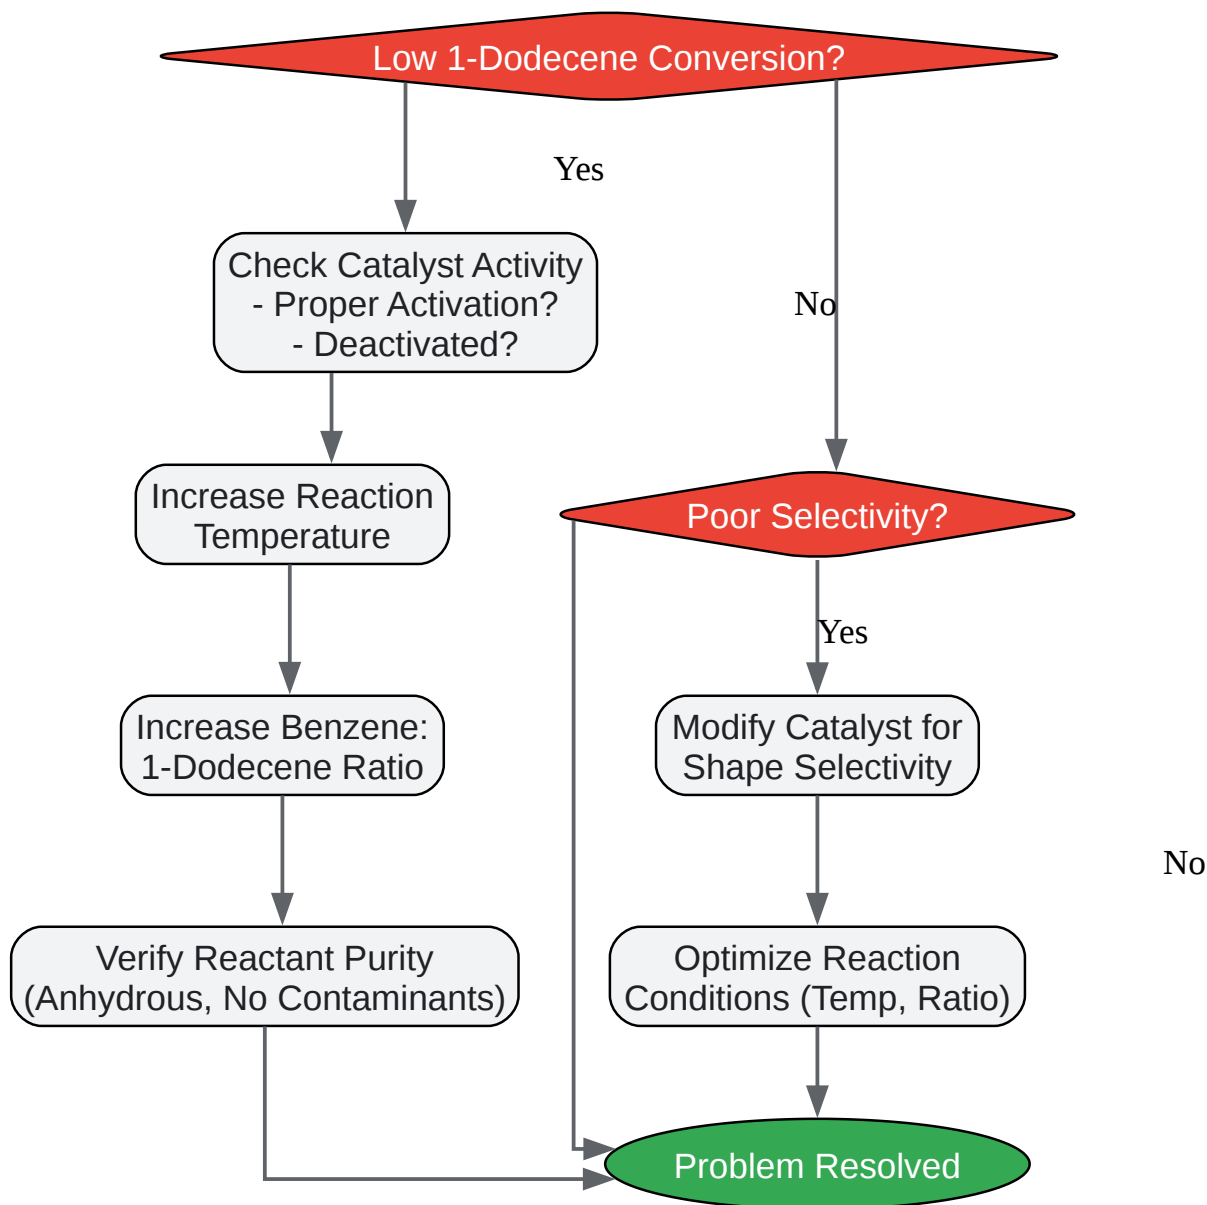 Low 1-Dodecene Conversion?
Yes
Check Catalyst Activity
- Proper Activation?
- Deactivated?
No
Increase Reaction
Temperature
Poor Selectivity?
Yes
Increase Benzene:
1-Dodecene Ratio
Modify Catalyst for
Shape Selectivity
No
Verify Reactant Purity
(Anhydrous, No Contaminants)
Optimize Reaction
Conditions (Temp, Ratio)
Problem Resolved